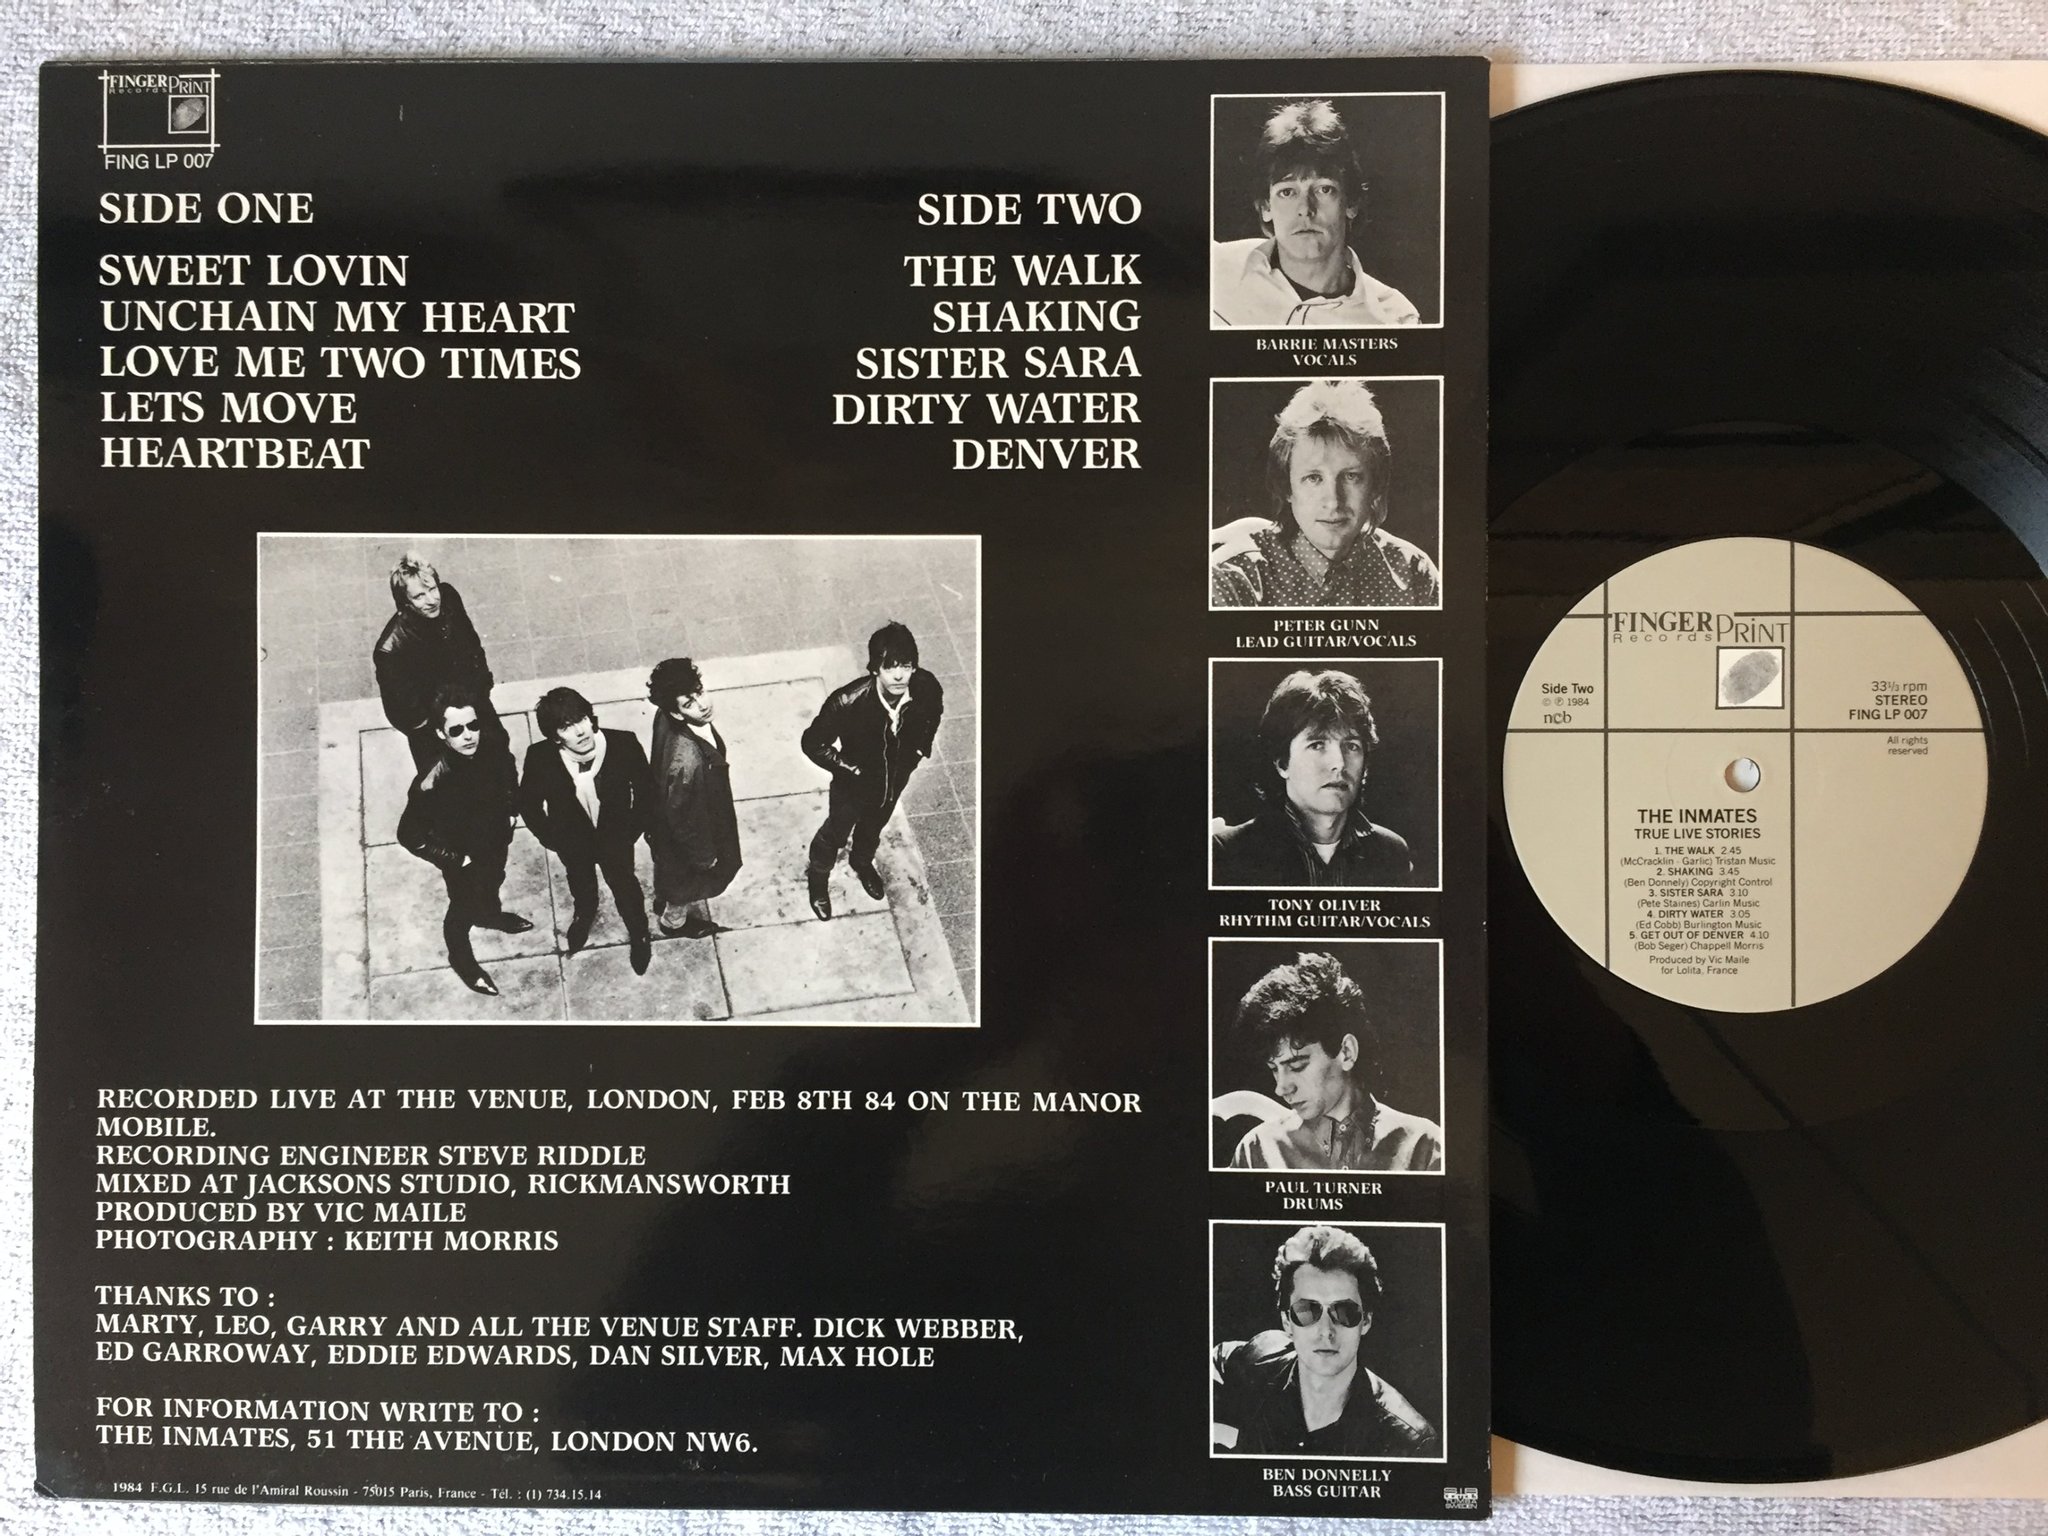 FINGERPRINT
Records
FING LP 007
SIDE ONE
SWEET LOVIN
UNCHAIN MY HEART
LOVE ME TWO TIMES
LETS MOVE
HEARTBEAT
SIDE TWO
THE WALK
SHAKING
SISTER SARA
DIRTY WATER
DENVER
RECORDED LIVE AT THE VENUE, LONDON, FEB 8TH 84 ON THE MANOR
MOBILE.
RECORDING ENGINEER STEVE RIDDLE
MIXED AT JACKSONS STUDIO, RICKMANSWORTH
PRODUCED BY VIC MAILE
PHOTOGRAPHY : KEITH MORRIS
THANKS TO :
MARTY, LEO, GARRY AND ALL THE VENUE STAFF. DICK WEBBER,
ED GARROWAY, EDDIE EDWARDS, DAN SILVER, MAX HOLE
FOR INFORMATION WRITE TO :
THE INMATES, 51 THE AVENUE, LONDON NW6.
1984 F.G.L. 15 rue de l'Amiral Roussin - 75015 Paris, France - Tél. : (1) 734.15.14
BARRIE MASTERS
VOCALS
PETER GUNN
LEAD GUITAR/VOCALS
TONY OLIVER
RHYTHM GUITAR/VOCALS
PAUL TURNER
DRUMS
BEN DONNELLY
BASS GUITAR
TUMBA
SWEDEN
FINGERPRINT
Records
Side Two
© ℗ 1984
ncb
33 1/3 rpm
STEREO
FING LP 007
All rights
reserved
THE INMATES
TRUE LIVE STORIES
1. THE WALK 2.45
(McCracklin - Garlic) Tristan Music
2. SHAKING 3.45
(Ben Donnely) Copyright Control
3. SISTER SARA 3.10
(Pete Staines) Carlin Music
4. DIRTY WATER 3.05
(Ed Cobb) Burlington Music
5. GET OUT OF DENVER 4.10
(Bob Seger) Chappell Morris
Produced by Vic Maile
for Lolita, France